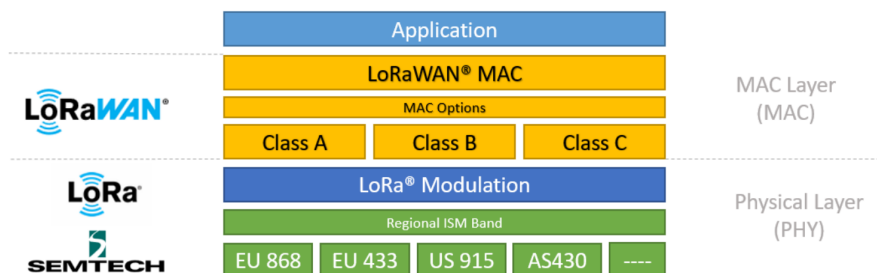 Application
LoRaWAN® MAC
LoRaWAN®
MAC Options
MAC Layer
(MAC)
Class A Class B Class C
LoRa® Modulation
LoRa®
Regional ISM Band
Physical Layer
(PHY)
SEMTECH
EU 868 EU 433 US 915 AS430 ----